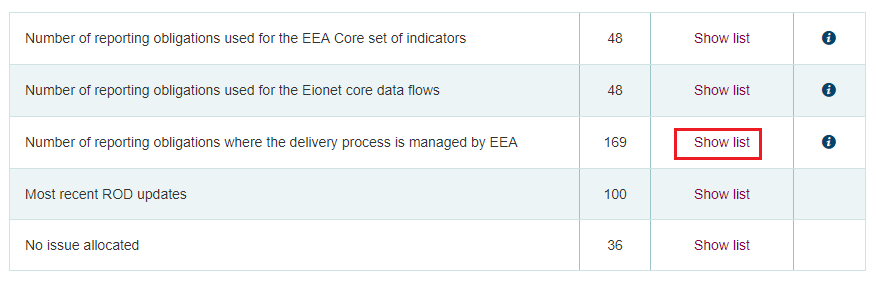 Number of reporting obligations used for the EEA Core set of indicators 48 Show list
Number of reporting obligations used for the Eionet core data flows 48 Show list
Number of reporting obligations where the delivery process is managed by EEA 169 Show list
Most recent ROD updates 100 Show list
No issue allocated 36 Show list